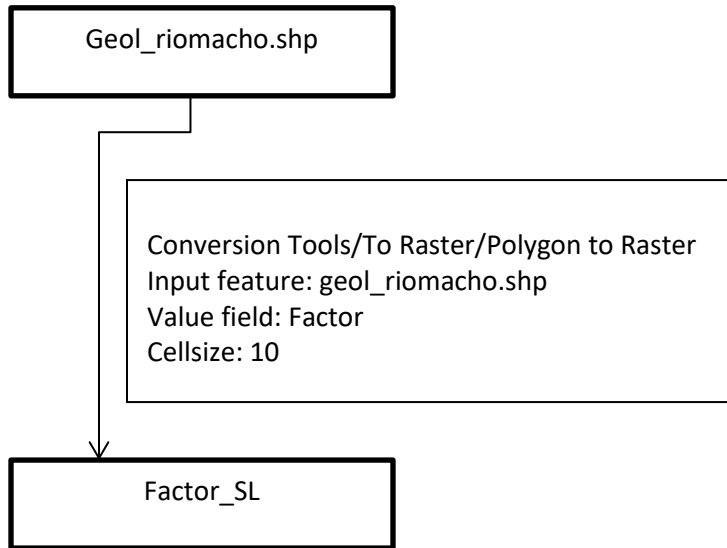 Geol_riomacho.shp
Conversion Tools/To Raster/Polygon to Raster
Input feature: geol_riomacho.shp
Value field: Factor
Cellsize: 10
Factor_SL